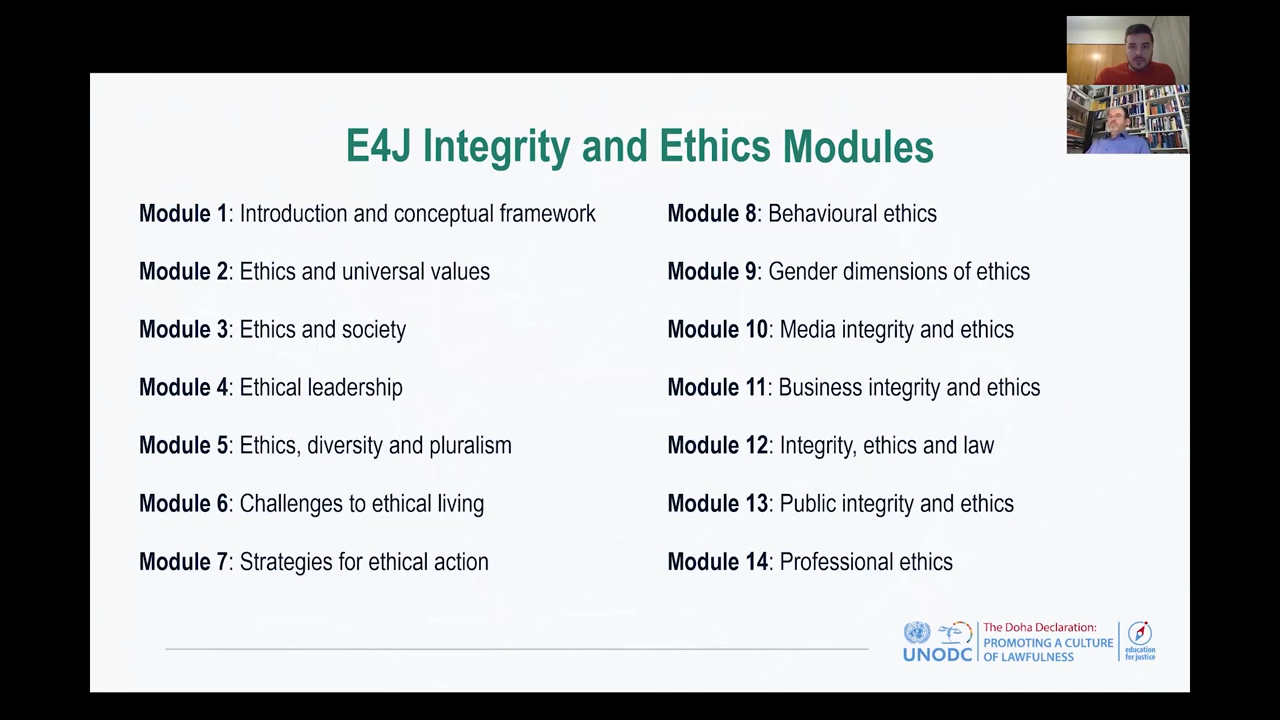 E4J Integrity and Ethics Modules
Module 1: Introduction and conceptual framework
Module 2: Ethics and universal values
Module 3: Ethics and society
Module 4: Ethical leadership
Module 5: Ethics, diversity and pluralism
Module 6: Challenges to ethical living
Module 7: Strategies for ethical action
Module 8: Behavioural ethics
Module 9: Gender dimensions of ethics
Module 10: Media integrity and ethics
Module 11: Business integrity and ethics
Module 12: Integrity, ethics and law
Module 13: Public integrity and ethics
Module 14: Professional ethics
UNODC
The Doha Declaration:
PROMOTING A CULTURE
OF LAWFULNESS
education
for justice